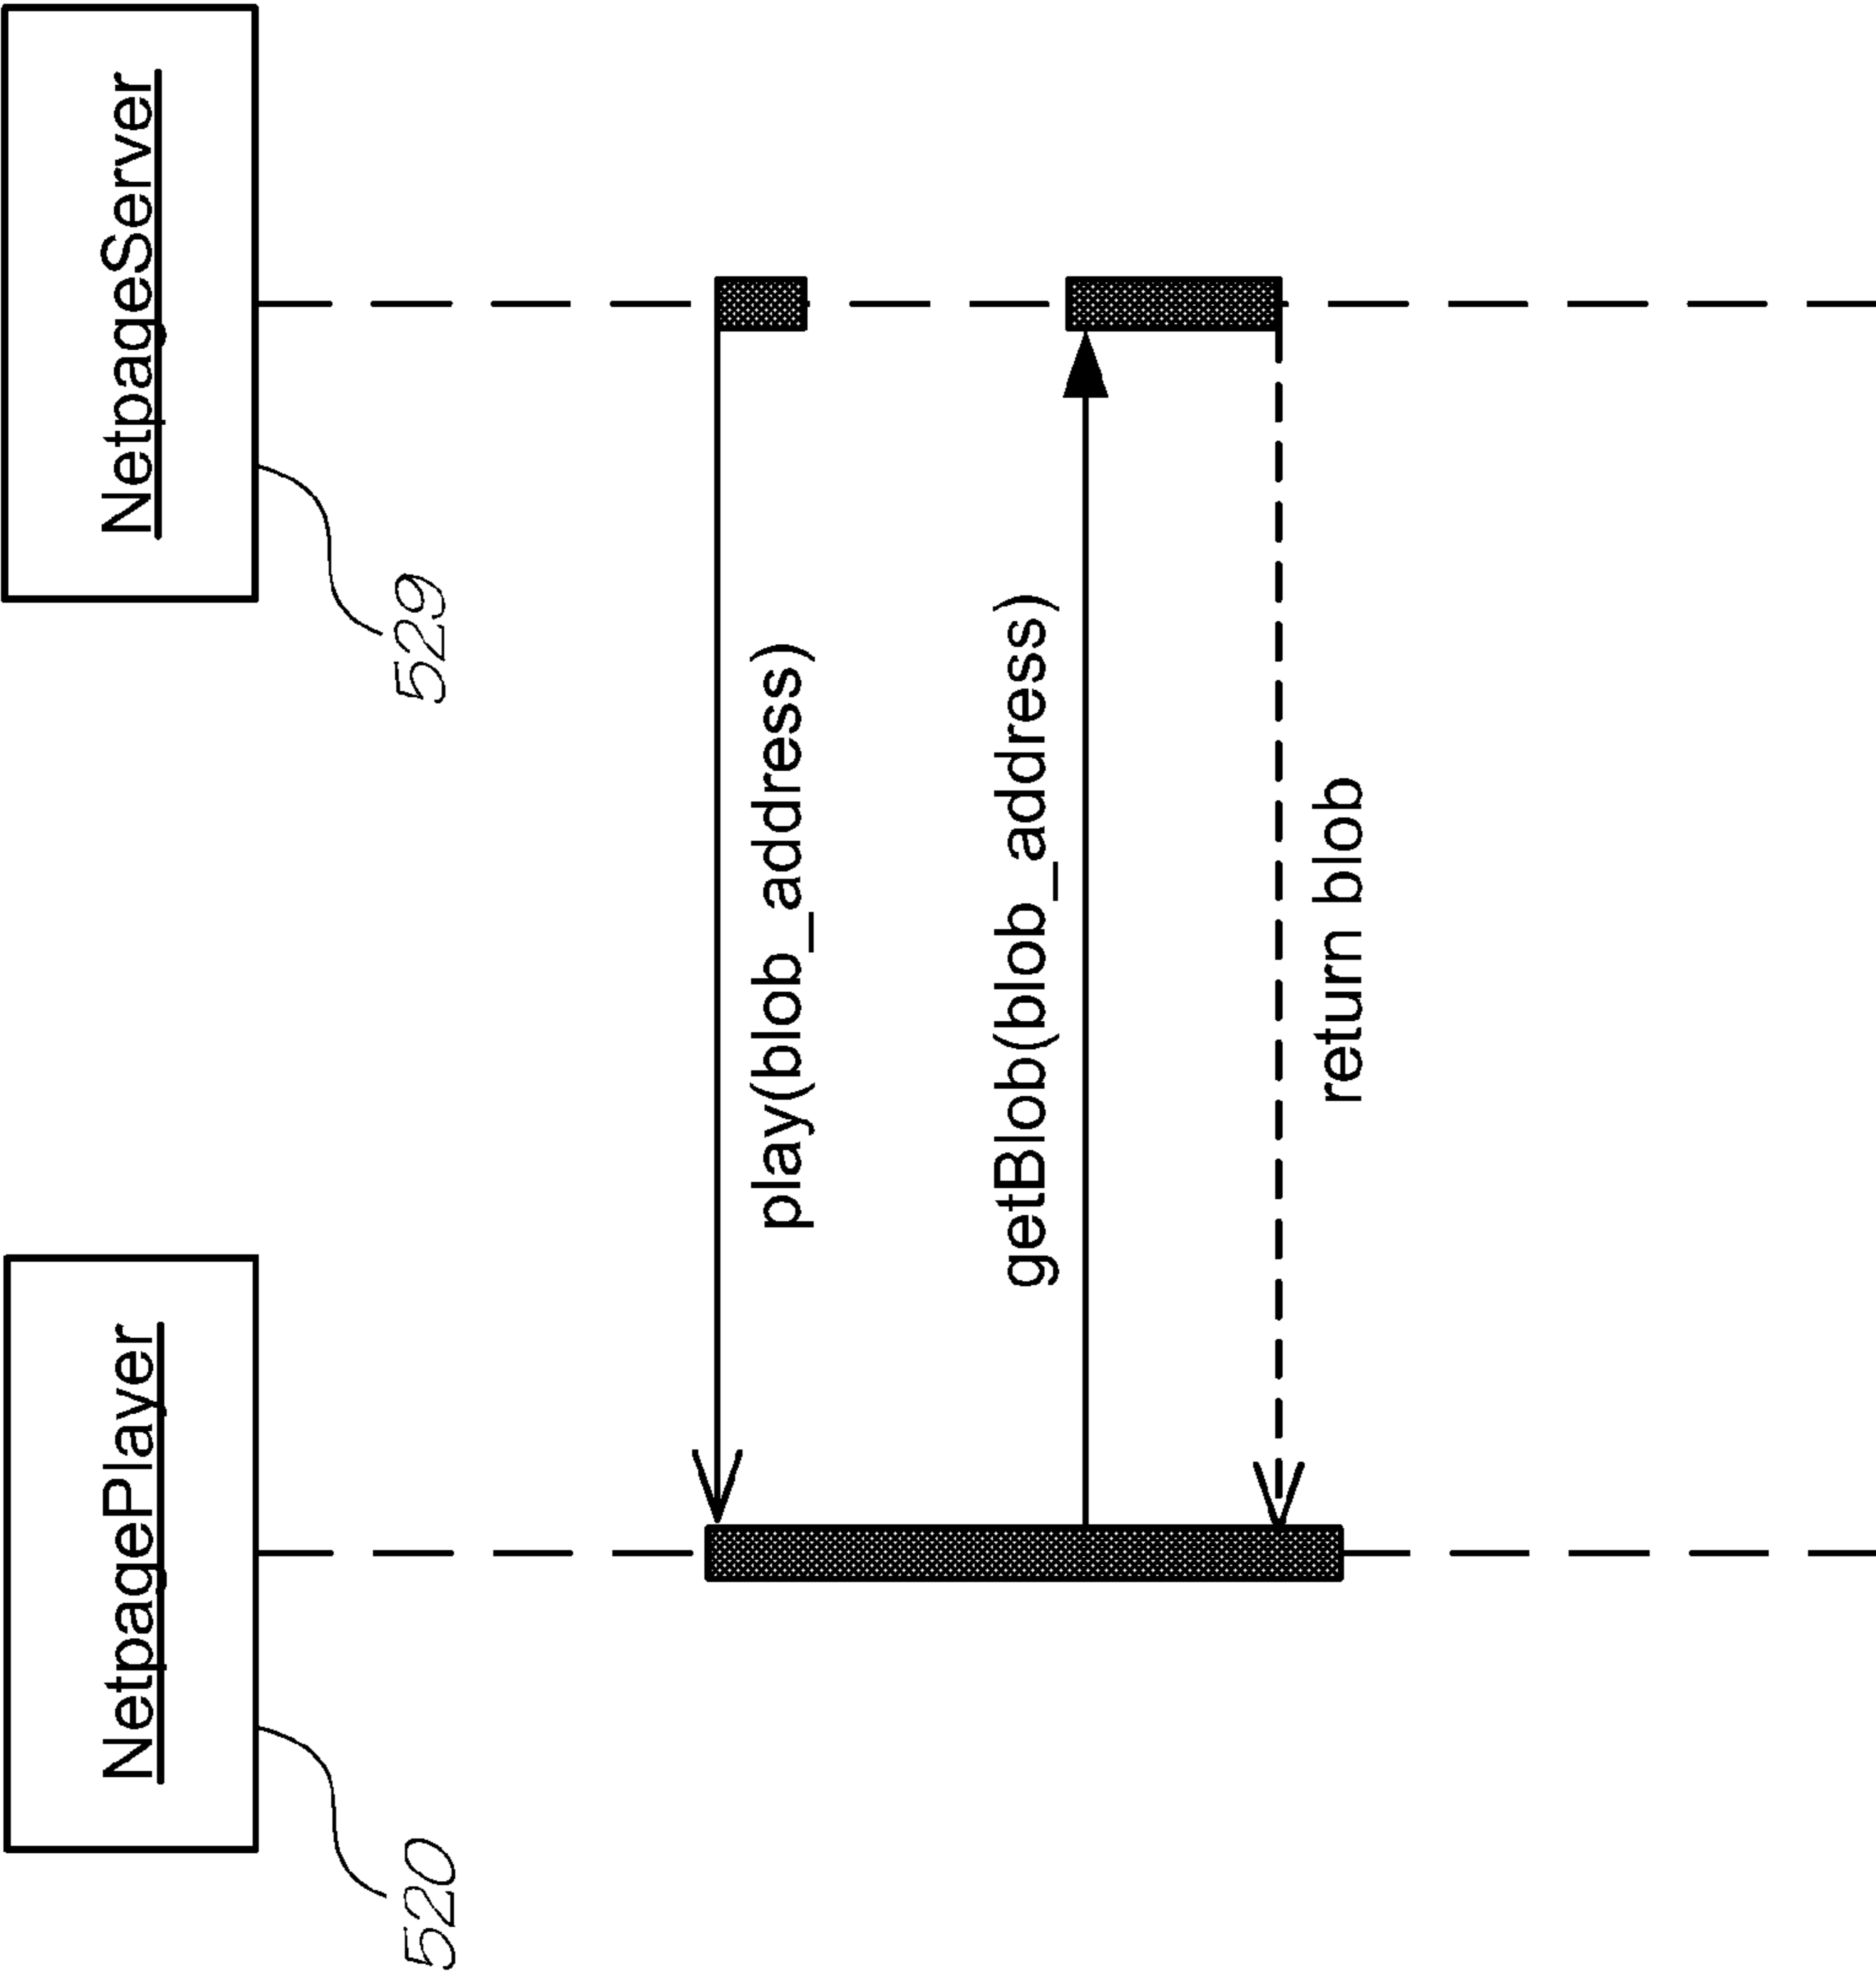 NetpagePlayer
NetpageServer
520
529
play(blob_address)
getBlob(blob_address)
return blob